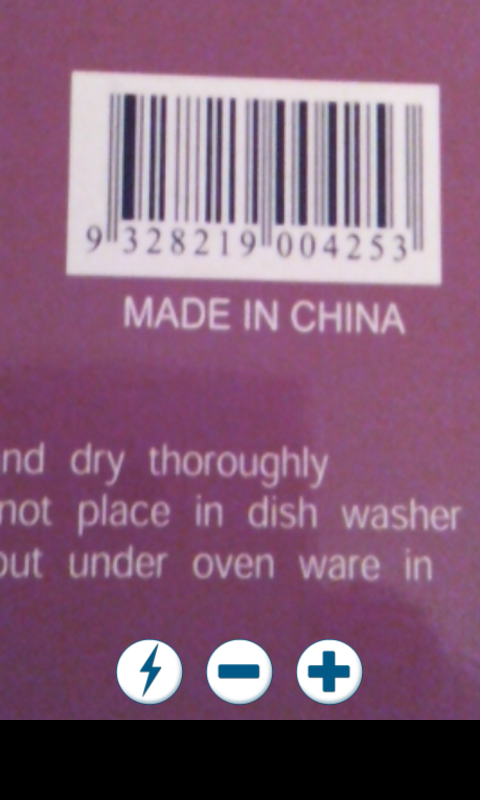 9 328219 004253
MADE IN CHINA
nd dry thoroughly
not place in dish washer
out under oven ware in